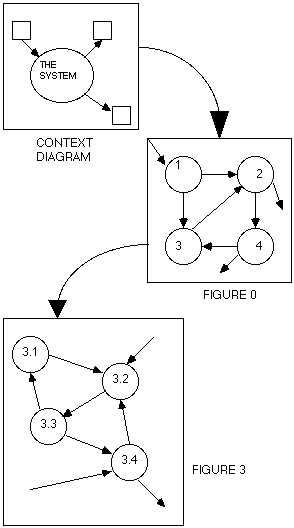 THE
SYSTEM
CONTEXT
DIAGRAM
1
2
3
4
FIGURE 0
3.1
3.2
3.3
3.4
FIGURE 3